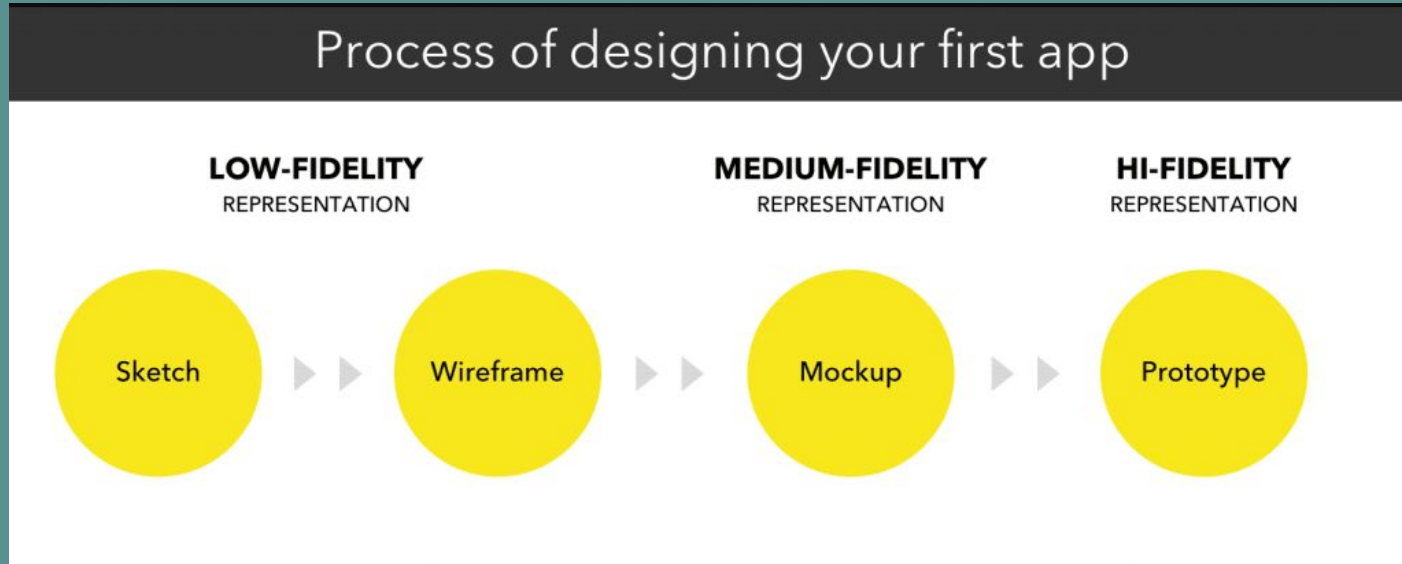 Process of designing your first app
LOW-FIDELITY
REPRESENTATION
MEDIUM-FIDELITY
REPRESENTATION
HI-FIDELITY
REPRESENTATION
Sketch
Wireframe
Mockup
Prototype